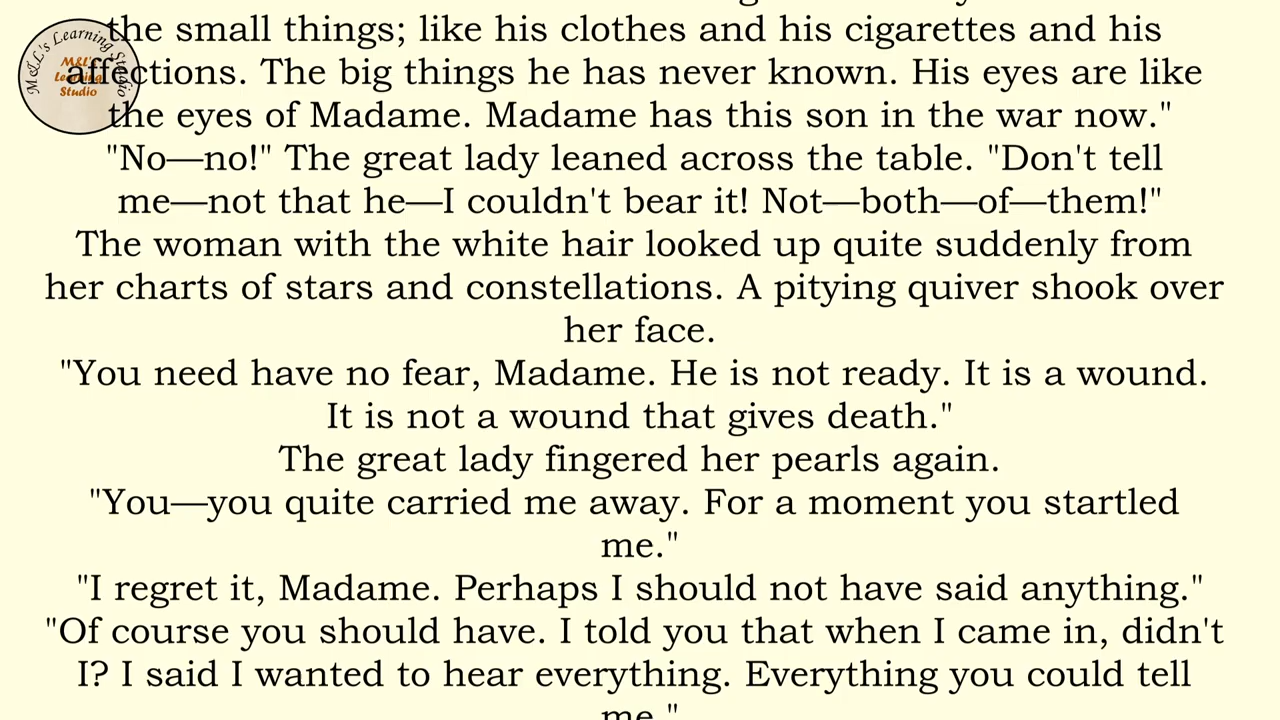 the small things; like his clothes and his cigarettes and his
affections. The big things he has never known. His eyes are like
the eyes of Madame. Madame has this son in the war now."
"No—no!" The great lady leaned across the table. "Don't tell
me—not that he—I couldn't bear it! Not—both—of—them!"
The woman with the white hair looked up quite suddenly from
her charts of stars and constellations. A pitying quiver shook over
her face.
"You need have no fear, Madame. He is not ready. It is a wound.
It is not a wound that gives death."
The great lady fingered her pearls again.
"You—you quite carried me away. For a moment you startled
me."
"I regret it, Madame. Perhaps I should not have said anything."
"Of course you should have. I told you that when I came in, didn't
I? I said I wanted to hear everything. Everything you could tell
me."
M&L's Learning Studio
M&L's
Learning
Studio